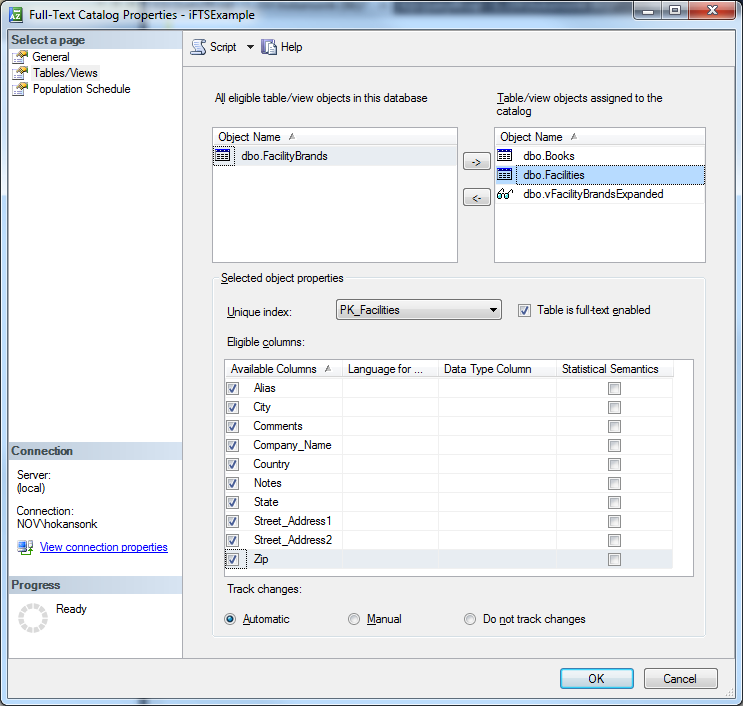 Full-Text Catalog Properties - iFTSExample
Select a page
General
Tables/Views
Population Schedule
Script
Help
All eligible table/view objects in this database
Object Name
dbo.FacilityBrands
->
<-
Table/view objects assigned to the
catalog
Object Name
dbo.Books
dbo.Facilities
dbo.vFacilityBrandsExpanded
Selected object properties
Unique index:
PK_Facilities
Table is full-text enabled
Eligible columns:
Available Columns Language for ... Data Type Column Statistical Semantics
Alias
City
Comments
Company_Name
Country
Notes
State
Street_Address1
Street_Address2
Zip
Track changes:
Automatic
Manual
Do not track changes
Connection
Server:
(local)
Connection:
NOV\hokansonk
View connection properties
Progress
Ready
OK
Cancel